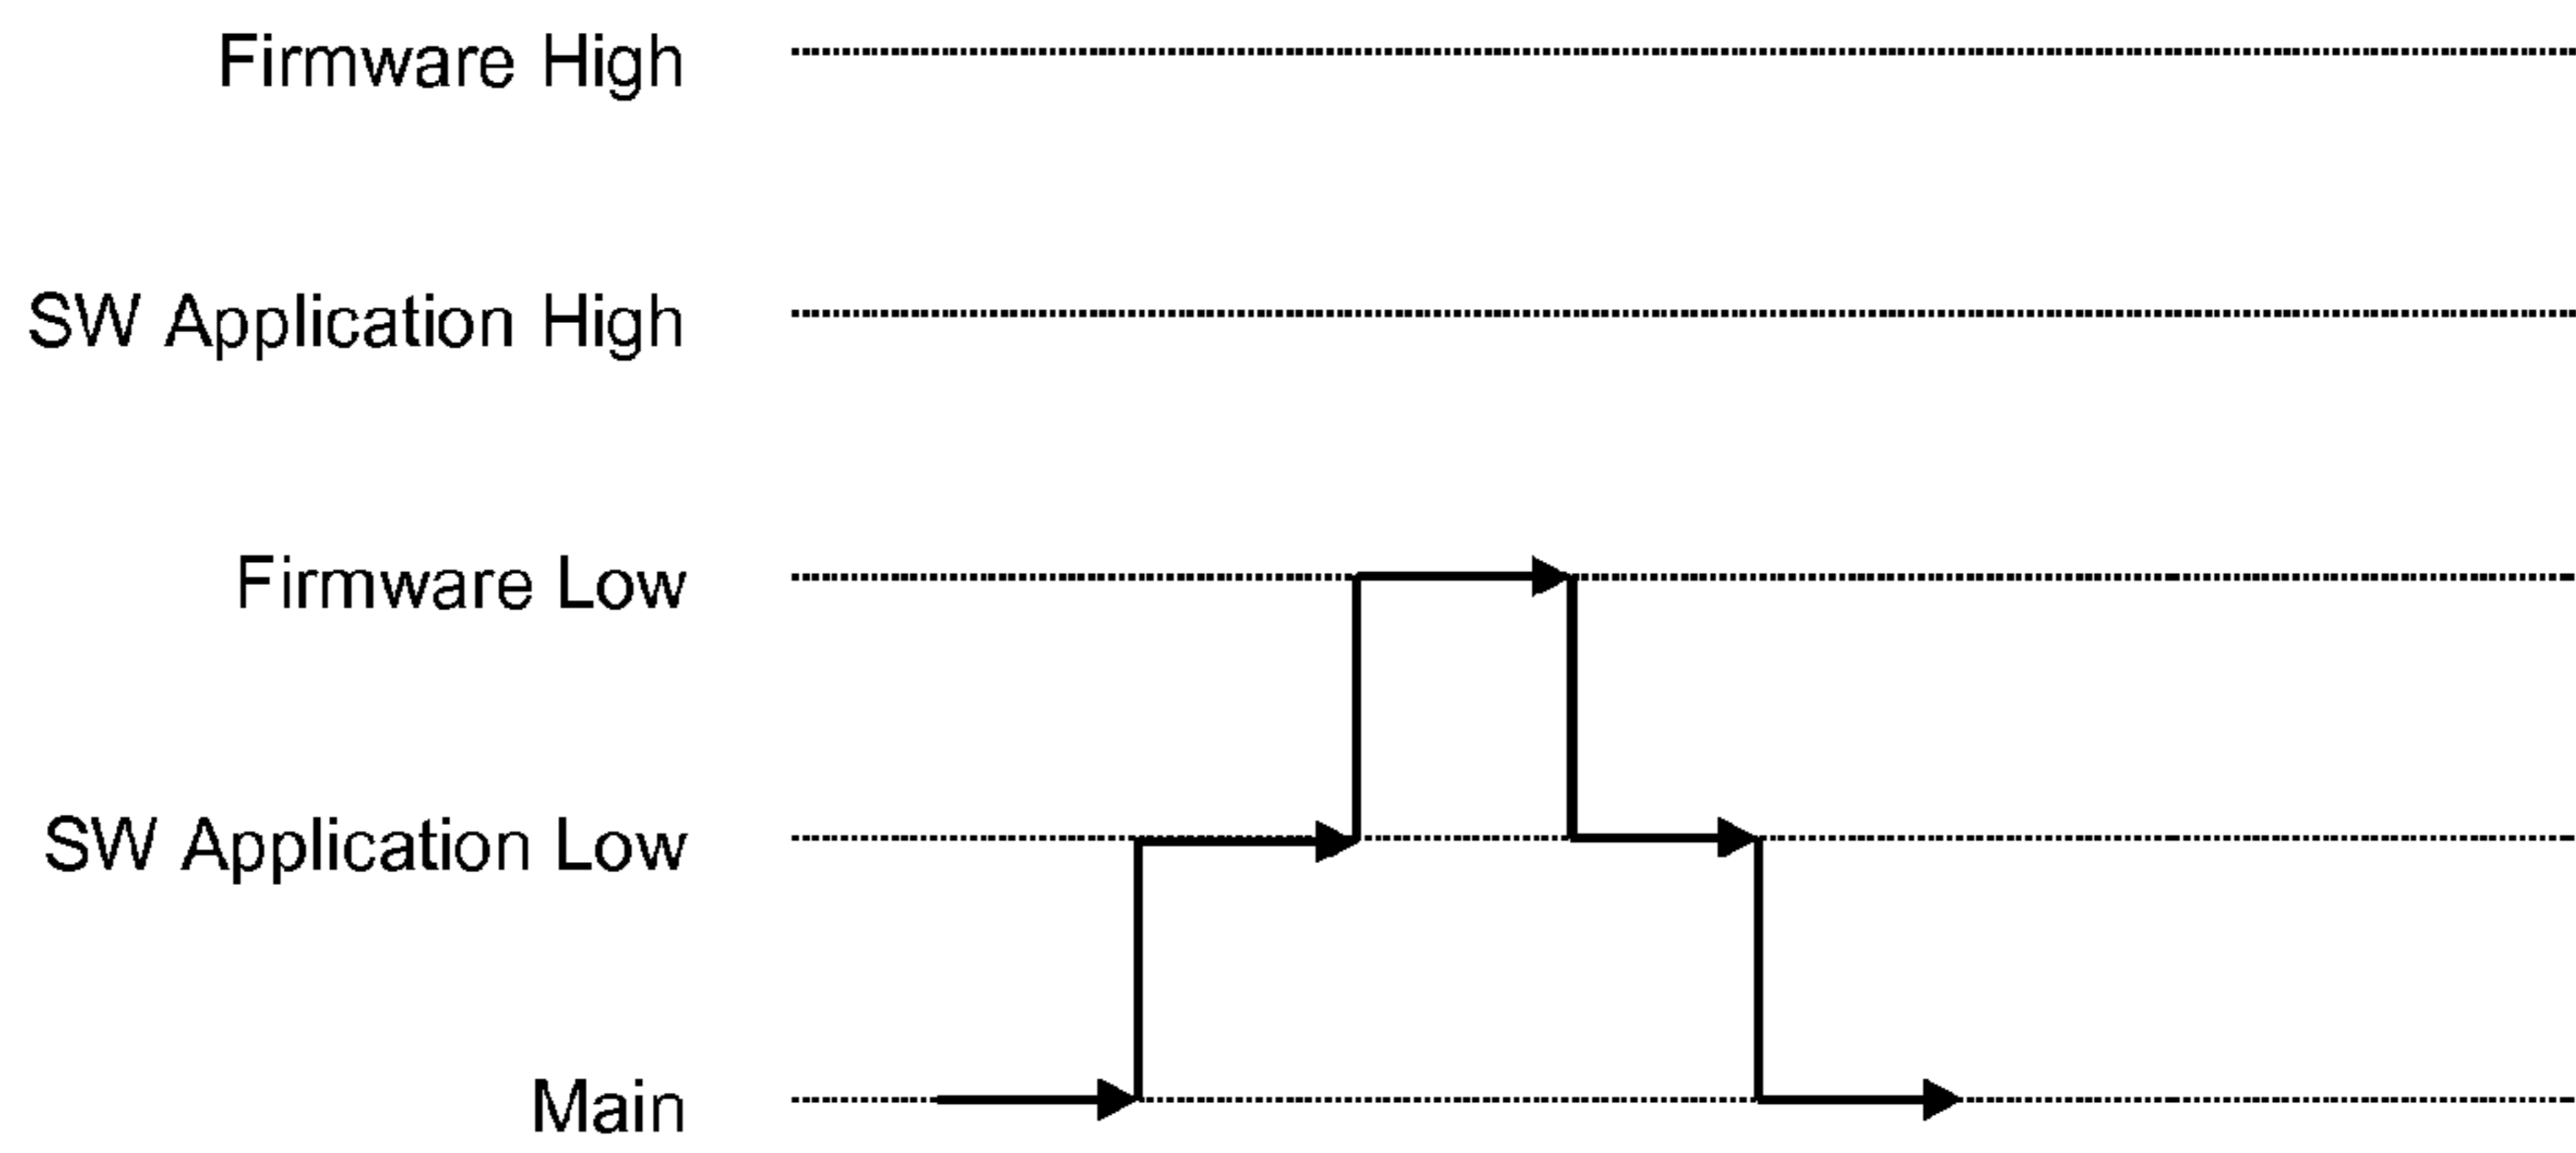 Firmware High
SW Application High
Firmware Low
SW Application Low
Main